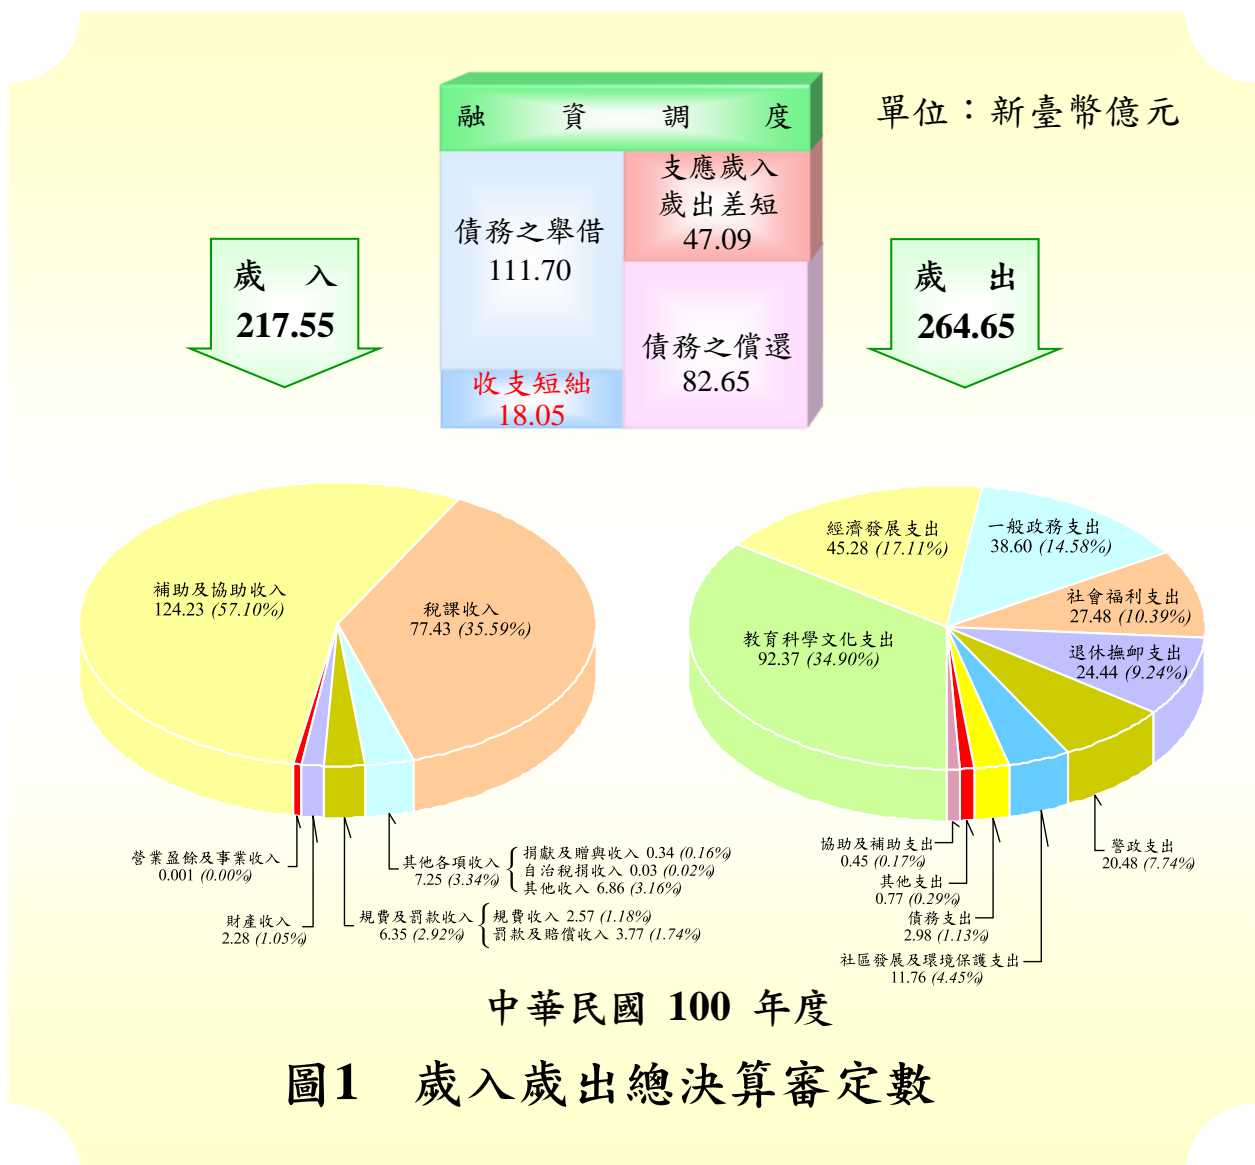 單位：新臺幣億元
融資調度
債務之舉借
111.70
收支短絀
18.05
支應歲入
歲出差短
47.09
債務之償還
82.65
歲入
217.55
歲出
264.65
補助及協助收入
124.23 (57.10%)
稅課收入
77.43 (35.59%)
營業盈餘及事業收入
0.001 (0.00%)
財產收入
2.28 (1.05%)
規費及罰款收入
6.35 (2.92%)
規費收入 2.57 (1.18%)
罰款及賠償收入 3.77 (1.74%)
其他各項收入
7.25 (3.34%)
捐獻及贈與收入 0.34 (0.16%)
自治稅捐收入 0.03 (0.02%)
其他收入 6.86 (3.16%)
經濟發展支出
45.28 (17.11%)
一般政務支出
38.60 (14.58%)
社會福利支出
27.48 (10.39%)
教育科學文化支出
92.37 (34.90%)
退休撫卹支出
24.44 (9.24%)
協助及補助支出
0.45 (0.17%)
其他支出
0.77 (0.29%)
債務支出
2.98 (1.13%)
社區發展及環境保護支出
11.76 (4.45%)
警政支出
20.48 (7.74%)
中華民國 100 年度
圖1 歲入歲出總決算審定數